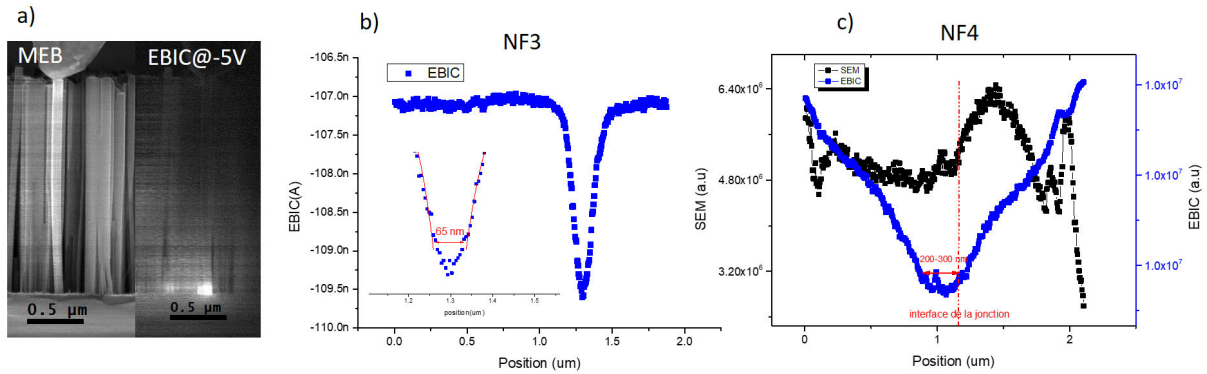 a)
MEB
EBIC@-5V
0.5 µm
0.5 µm
b)
NF3
EBIC
-106.5n
-107.0n
-107.5n
-108.0n
-108.5n
-109.0n
-109.5n
-110.0n
EBIC(A)
65 nm
1.2
1.3
1.4
1.5
position(um)
0.0
0.5
1.0
1.5
2.0
Position (um)
c)
NF4
SEM
EBIC
6.40x10⁶
4.80x10⁶
3.20x10⁶
SEM (a.u)
1.0x10⁷
1.0x10⁷
1.0x10⁷
EBIC (a.u)
200-300 nm
interface de la jonction
0
1
2
Position (um)